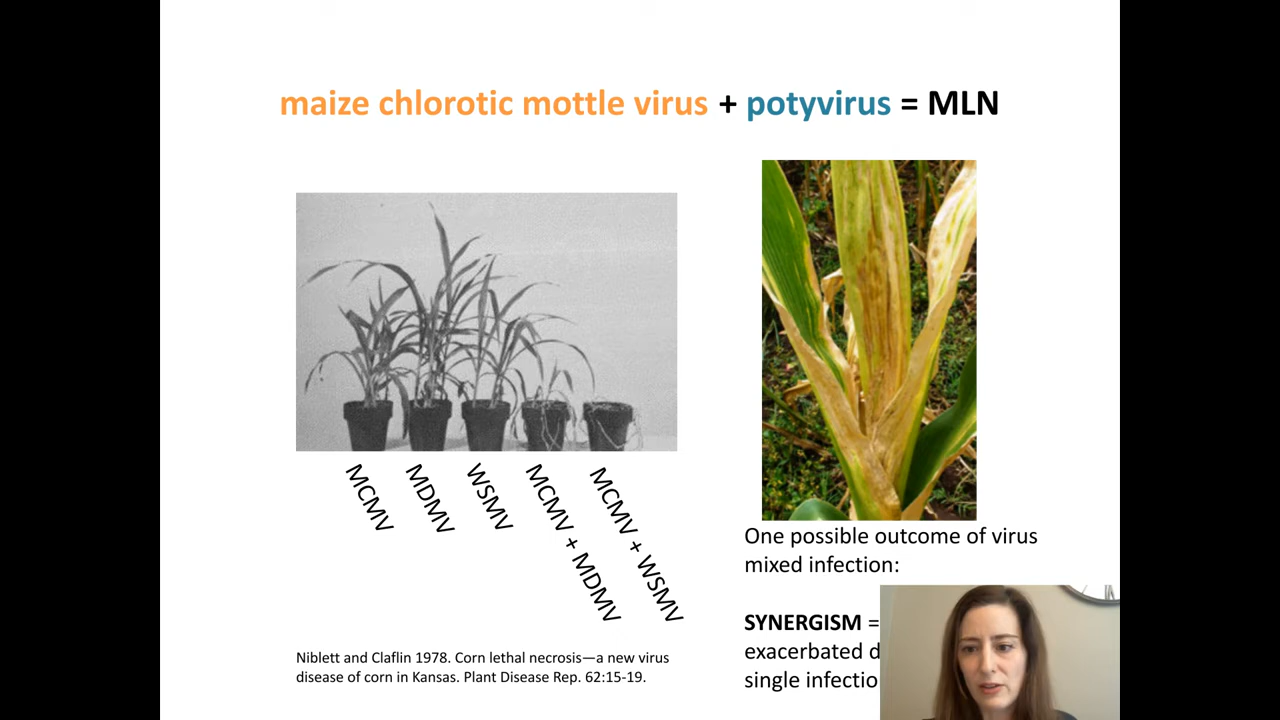 maize chlorotic mottle virus + potyvirus = MLN
MCMV
MDMV
WSMV
MCMV + MDMV
MCMV + WSMV
Niblett and Claflin 1978. Corn lethal necrosis—a new virus
disease of corn in Kansas. Plant Disease Rep. 62:15-19.
One possible outcome of virus
mixed infection:
SYNERGISM =
exacerbated
single